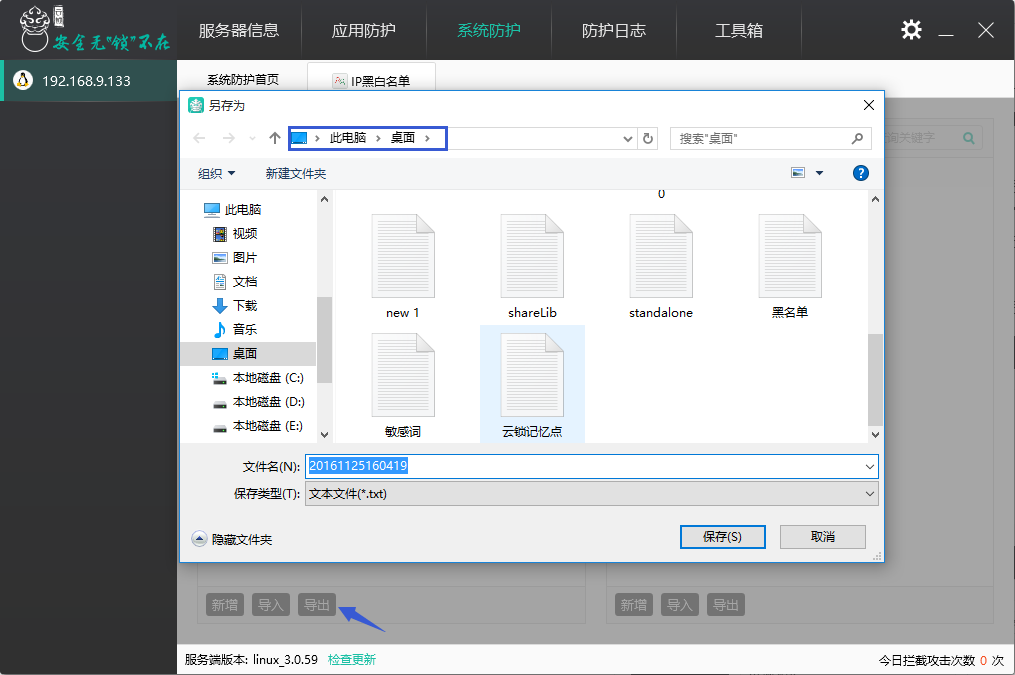 云锁
安全无"锁"不在
服务器信息
应用防护
系统防护
防护日志
工具箱
192.168.9.133
系统防护首页
IP黑白名单
另存为
此电脑 > 桌面 >
搜索"桌面"
询关键字
组织
新建文件夹
此电脑
视频
图片
文档
下载
音乐
桌面
本地磁盘 (C:)
本地磁盘 (D:)
本地磁盘 (E:)
0
new 1
shareLib
standalone
黑名单
敏感词
云锁记忆点
文件名(N):
20161125160419
保存类型(T):
文本文件(*.txt)
隐藏文件夹
保存(S)
取消
新增
导入
导出
新增
导入
导出
服务端版本: linux_3.0.59 检查更新
今日拦截攻击次数 0 次